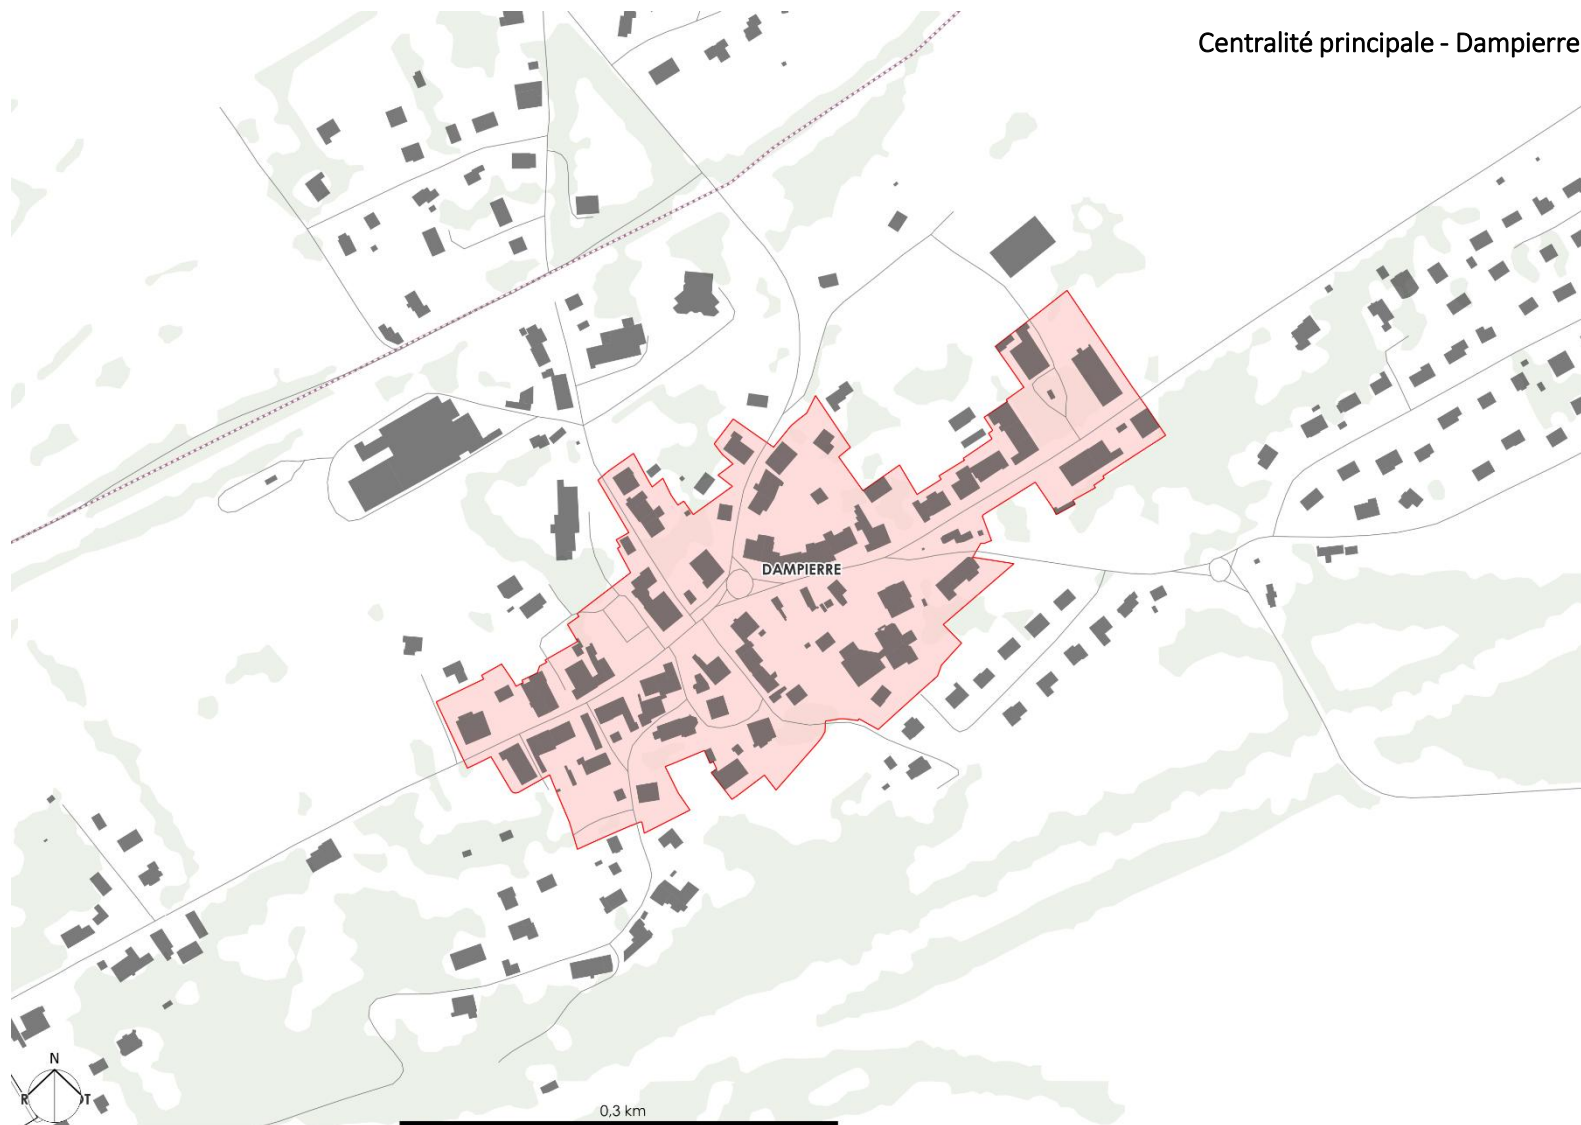 Centralité principale - Dampierre
DAMPIERRE
N
R
T
0,3 km